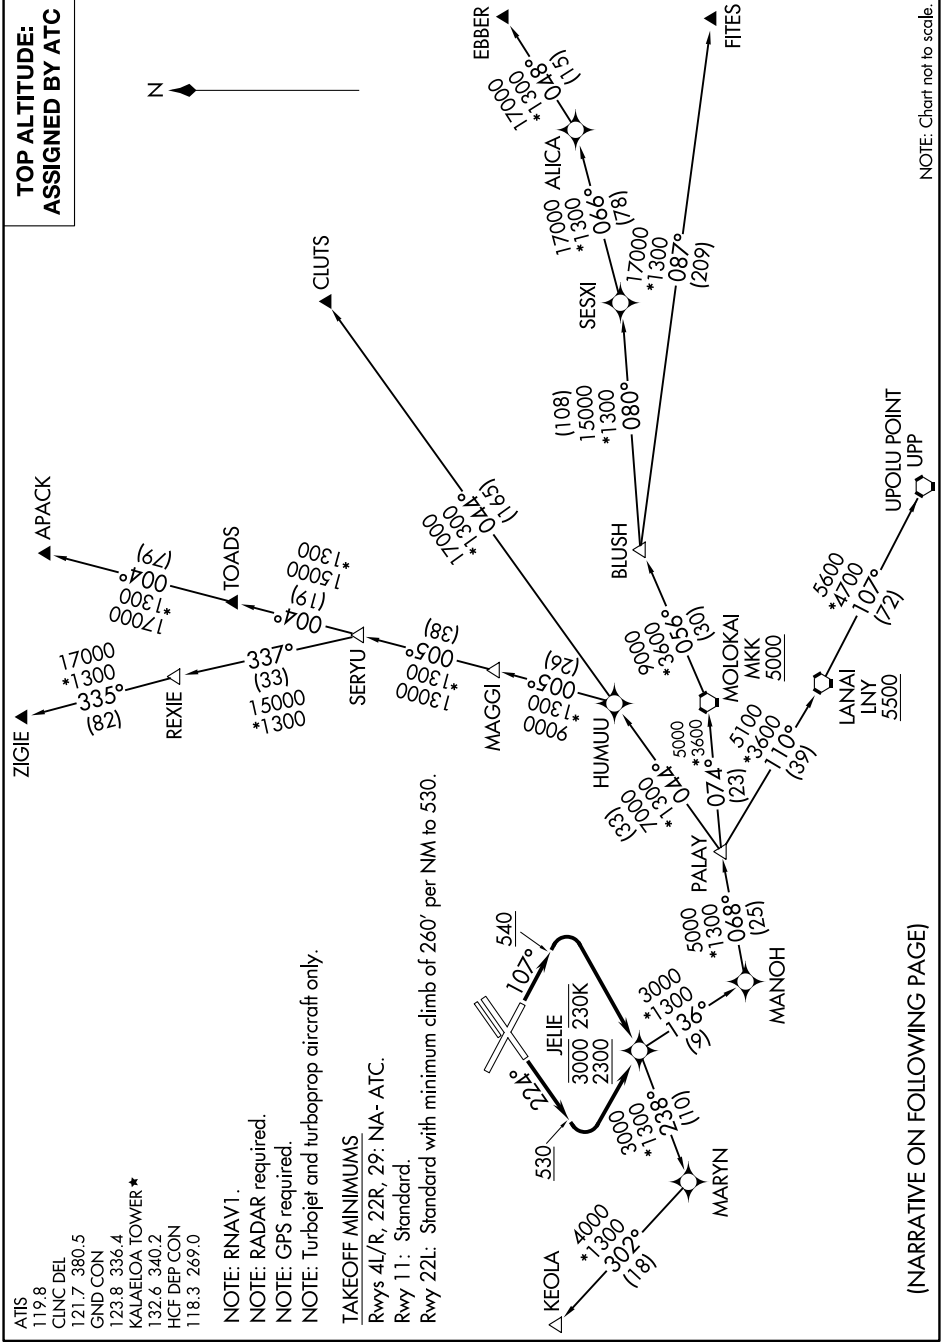 TOP ALTITUDE:
ASSIGNED BY ATC
ATIS
119.8
CLNC DEL
121.7 380.5
GND CON
123.8 336.4
KALAELOA TOWER★
132.6 340.2
HCF DEP CON
118.3 269.0
NOTE: RNAV1.
NOTE: RADAR required.
NOTE: GPS required.
NOTE: Turbojet and turboprop aircraft only.
TAKEOFF MINIMUMS
Rwys 4L/R, 22R, 29: NA- ATC.
Rwy 11: Standard.
Rwy 22L: Standard with minimum climb of 260' per NM to 530.
N
ZIGIE
17000
*1300
335°
(82)
REXIE
337°
(33)
15000
*1300
APACK
(79)
004°
*1300
17000
TOADS
15000
*1300
(19)
004°
SERYU
(38)
005°
*1300
13000
MAGGI
(26)
005°
*1300
9000
HUMUU
CLUTS
17000
*1300
044°
(165)
(33)
7000
*1300
044°
PALAY
5000
*1300
068°
(25)
MANOH
3000
*1300
136°
(9)
JELIE
3000 230K
2300
107°
540
224°
530
3000
*1300
238°
(10)
MARYN
4000
*1300
302°
(18)
KEOLA
5000
*3600
074°
(23)
MOLOKAI
MKK
5000
9000
*3600
056°
(30)
BLUSH
(108)
15000
*1300
080°
SESXI
17000
*1300
066°
(78)
ALICA
17000
*1300
048°
(15)
EBBER
17000
*1300
087°
(209)
FITES
5100
*3600
110°
(39)
LANAI
LNY
5500
5600
*4700
107°
(72)
UPOLU POINT
UPP
(NARRATIVE ON FOLLOWING PAGE)
NOTE: Chart not to scale.